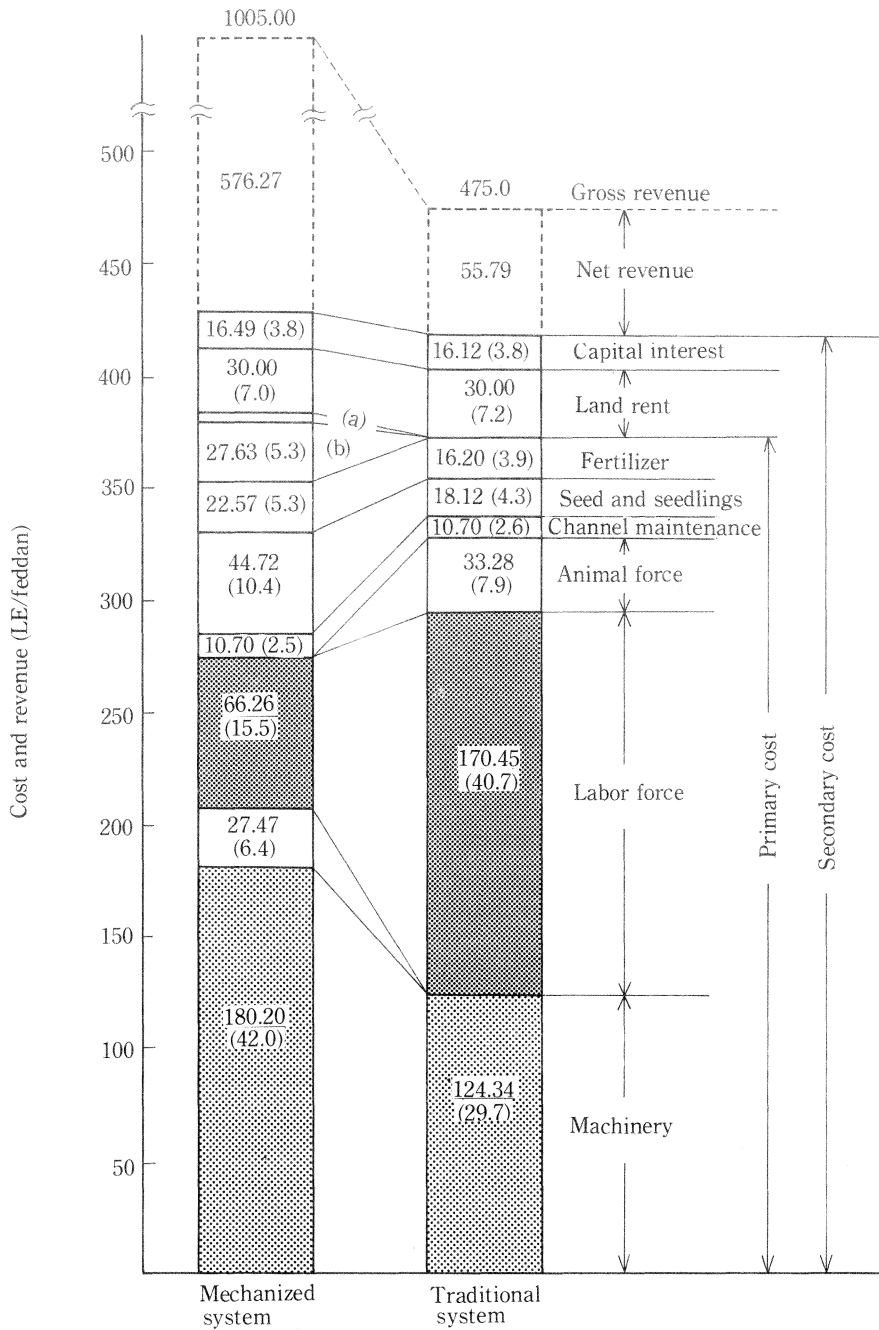 1005.00
500
450
400
350
300
250
200
150
100
50
Cost and revenue (LE/feddan)
576.27
16.49 (3.8)
30.00
(7.0)
(a)
27.63 (5.3)
(b)
22.57 (5.3)
44.72
(10.4)
10.70 (2.5)
66.26
(15.5)
27.47
(6.4)
180.20
(42.0)
Mechanized
system
475.0
55.79
16.12 (3.8)
30.00
(7.2)
16.20 (3.9)
18.12 (4.3)
10.70 (2.6)
33.28
(7.9)
170.45
(40.7)
124.34
(29.7)
Traditional
system
Gross revenue
Net revenue
Capital interest
Land rent
Fertilizer
Seed and seedlings
Channel maintenance
Animal force
Labor force
Machinery
Primary cost
Secondary cost